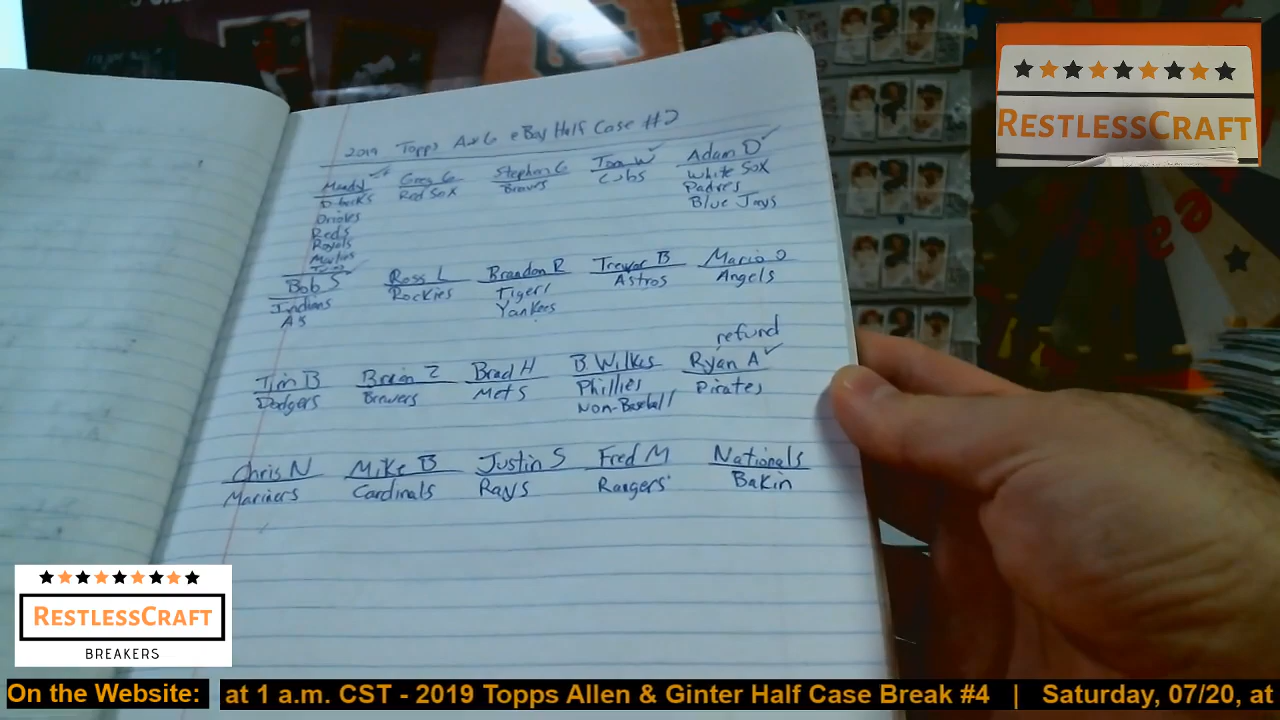 RESTLESSCRAFT
2019 Topps A&G eBay Half Case #2
Mandy Greg G Stephen G Tom W Adam D
D-backs Red Sox Braves Cubs White Sox
Orioles Padres
Reds Blue Jays
Royals
Marlins
Bob S Ross L Brandon R Trevor B Mario O
Indians Rockies Tigers Astros Angels
A's Yankees
refund
Tim B Brain Z Brad H B Wilkes Ryan A
Dodgers Brewers Mets Phillies Pirates
Non-Baseball
Chris N Mike B Justin S Fred M Nationals
Mariners Cardinals Rays Rangers Bakin
RESTLESSCRAFT
BREAKERS
On the Website: at 1 a.m. CST - 2019 Topps Allen & Ginter Half Case Break #4 | Saturday, 07/20, at